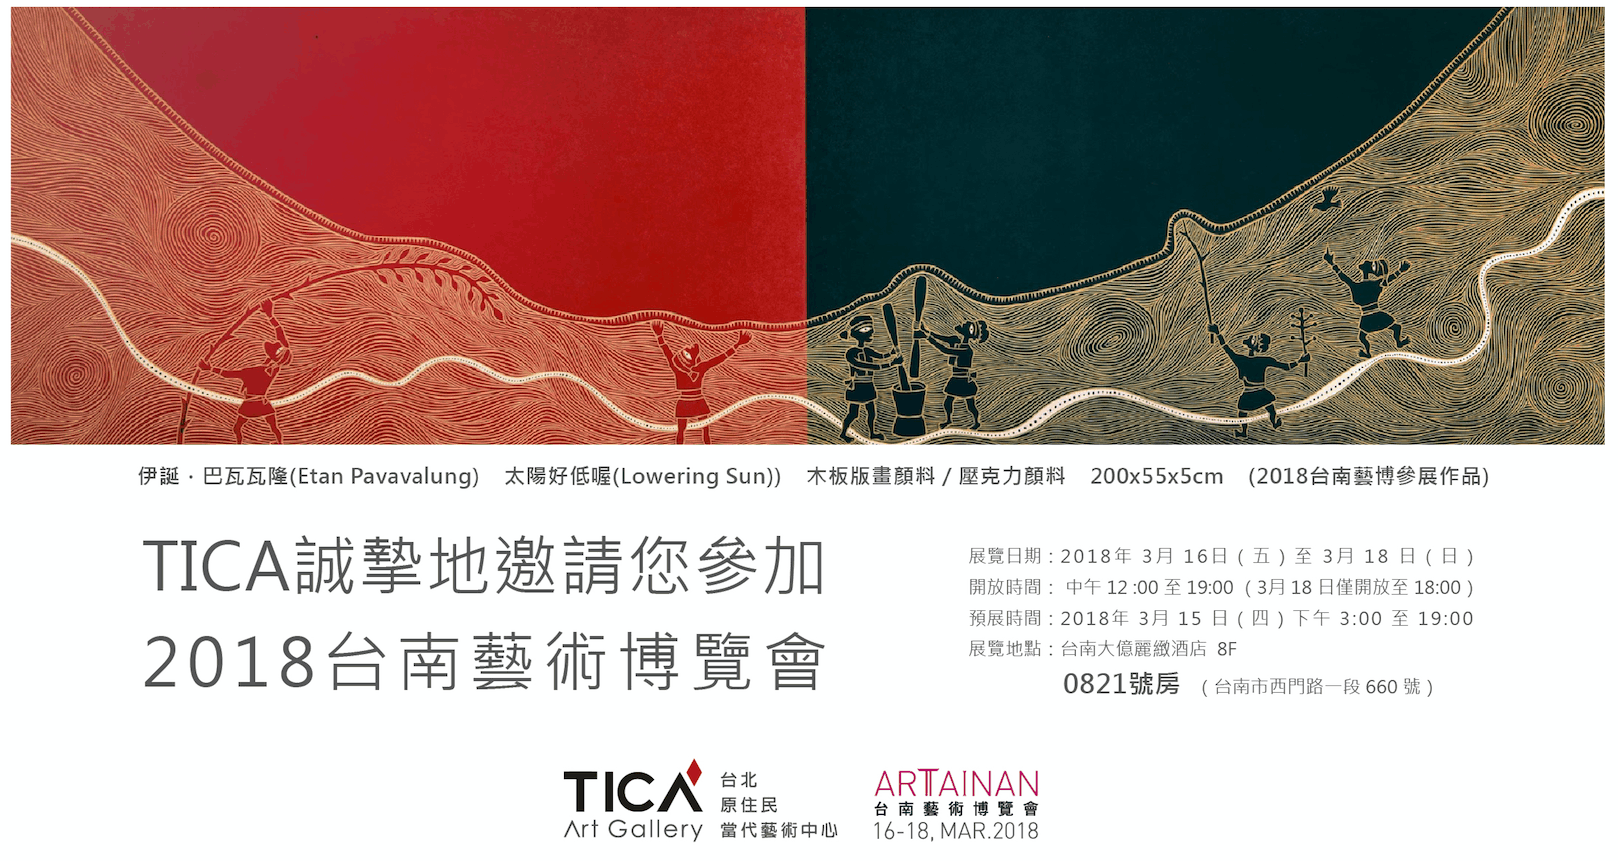 伊誕·巴瓦瓦隆(Etan Pavavalung) 太陽好低喔(Lowering Sun)) 木板版畫顏料 / 壓克力顏料 200x55x5cm (2018台南藝博參展作品)
TICA誠摯地邀請您參加
2018台南藝術博覽會
展覽日期：2018年 3月 16日 ( 五 ) 至 3月 18 日 ( 日 )
開放時間： 中午 12 :00 至 19:00 ( 3月 18 日僅開放至 18:00 )
預展時間：2018年 3月 15 日 ( 四 ) 下午 3:00 至 19:00
展覽地點：台南大億麗緻酒店 8F
0821號房 ( 台南市西門路一段 660 號 )
TICA
Art Gallery
台北
原住民
當代藝術中心
ARTTAINAN
台南藝術博覽會
16-18, MAR.2018